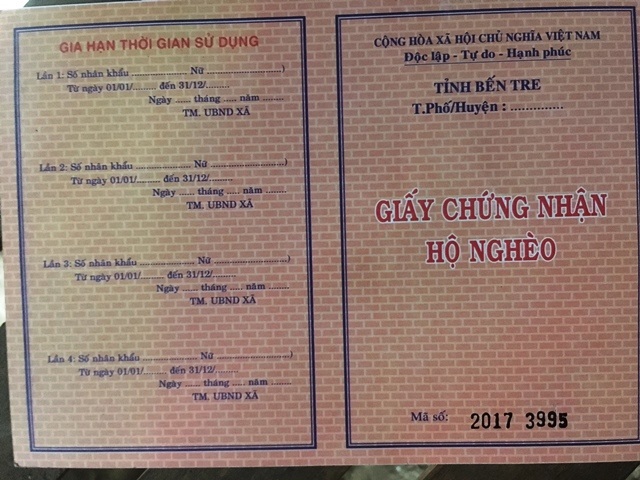 GIA HẠN THỜI GIAN SỬ DỤNG
Lần 1: Số nhân khẩu ..................... Nữ ..........................)
Từ ngày 01/01/......... đến 31/12/.........
Ngày ...... tháng ..... năm ........
TM. UBND XÃ
Lần 2: Số nhân khẩu ..................... Nữ ..........................)
Từ ngày 01/01/......... đến 31/12/.........
Ngày ...... tháng ..... năm ........
TM. UBND XÃ
Lần 3: Số nhân khẩu ..................... Nữ ..........................)
Từ ngày 01/01/......... đến 31/12/.........
Ngày ...... tháng ..... năm ........
TM. UBND XÃ
Lần 4: Số nhân khẩu ..................... Nữ ..........................)
Từ ngày 01/01/......... đến 31/12/.........
Ngày ...... tháng ..... năm ........
TM. UBND XÃ
CỘNG HÒA XÃ HỘI CHỦ NGHĨA VIỆT NAM
Độc lập - Tự do - Hạnh phúc
TỈNH BẾN TRE
T.Phố/Huyện : ..............
GIẤY CHỨNG NHẬN
HỘ NGHÈO
Mã số: 2017 3995